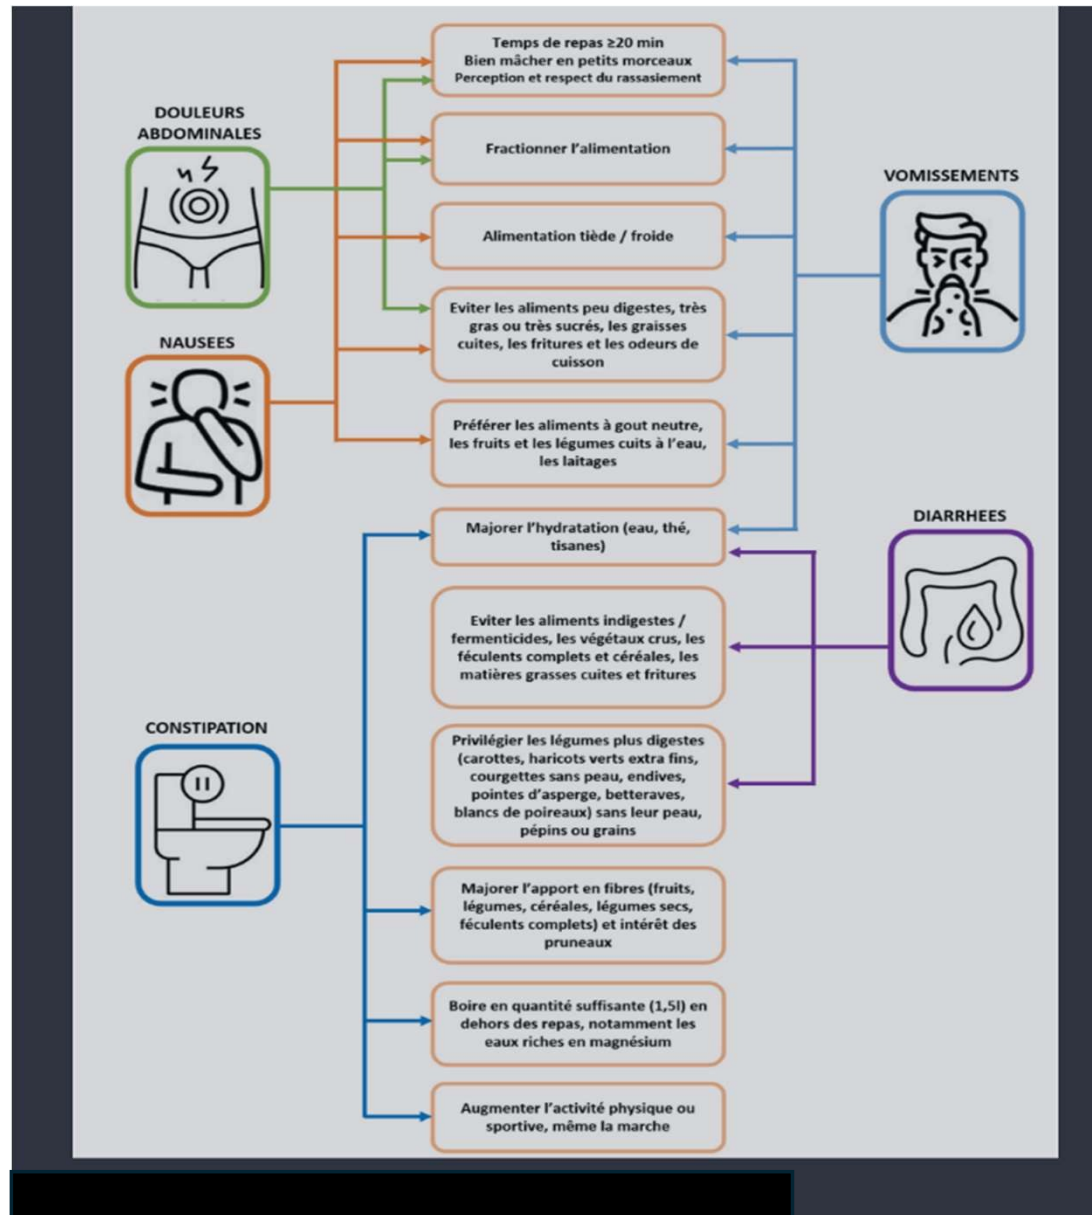 Temps de repas ≥20 min
Bien mâcher en petits morceaux
Perception et respect du rassasiement
DOULEURS
ABDOMINALES
Fractionner l'alimentation
VOMISSEMENTS
Alimentation tiède / froide
Eviter les aliments peu digestes, très
gras ou très sucrés, les graisses
cuites, les fritures et les odeurs de
cuisson
NAUSEES
Préférer les aliments à gout neutre,
les fruits et les légumes cuits à l'eau,
les laitages
Majorer l'hydratation (eau, thé,
tisanes)
DIARRHEES
Eviter les aliments indigestes /
fermenticides, les végétaux crus, les
féculents complets et céréales, les
matières grasses cuites et fritures
CONSTIPATION
Privilégier les légumes plus digestes
(carottes, haricots verts extra fins,
courgettes sans peau, endives,
pointes d'asperge, betteraves,
blancs de poireaux) sans leur peau,
pépins ou grains
Majorer l'apport en fibres (fruits,
légumes, céréales, légumes secs,
féculents complets) et intérêt des
pruneaux
Boire en quantité suffisante (1,5l) en
dehors des repas, notamment les
eaux riches en magnésium
Augmenter l'activité physique ou
sportive, même la marche